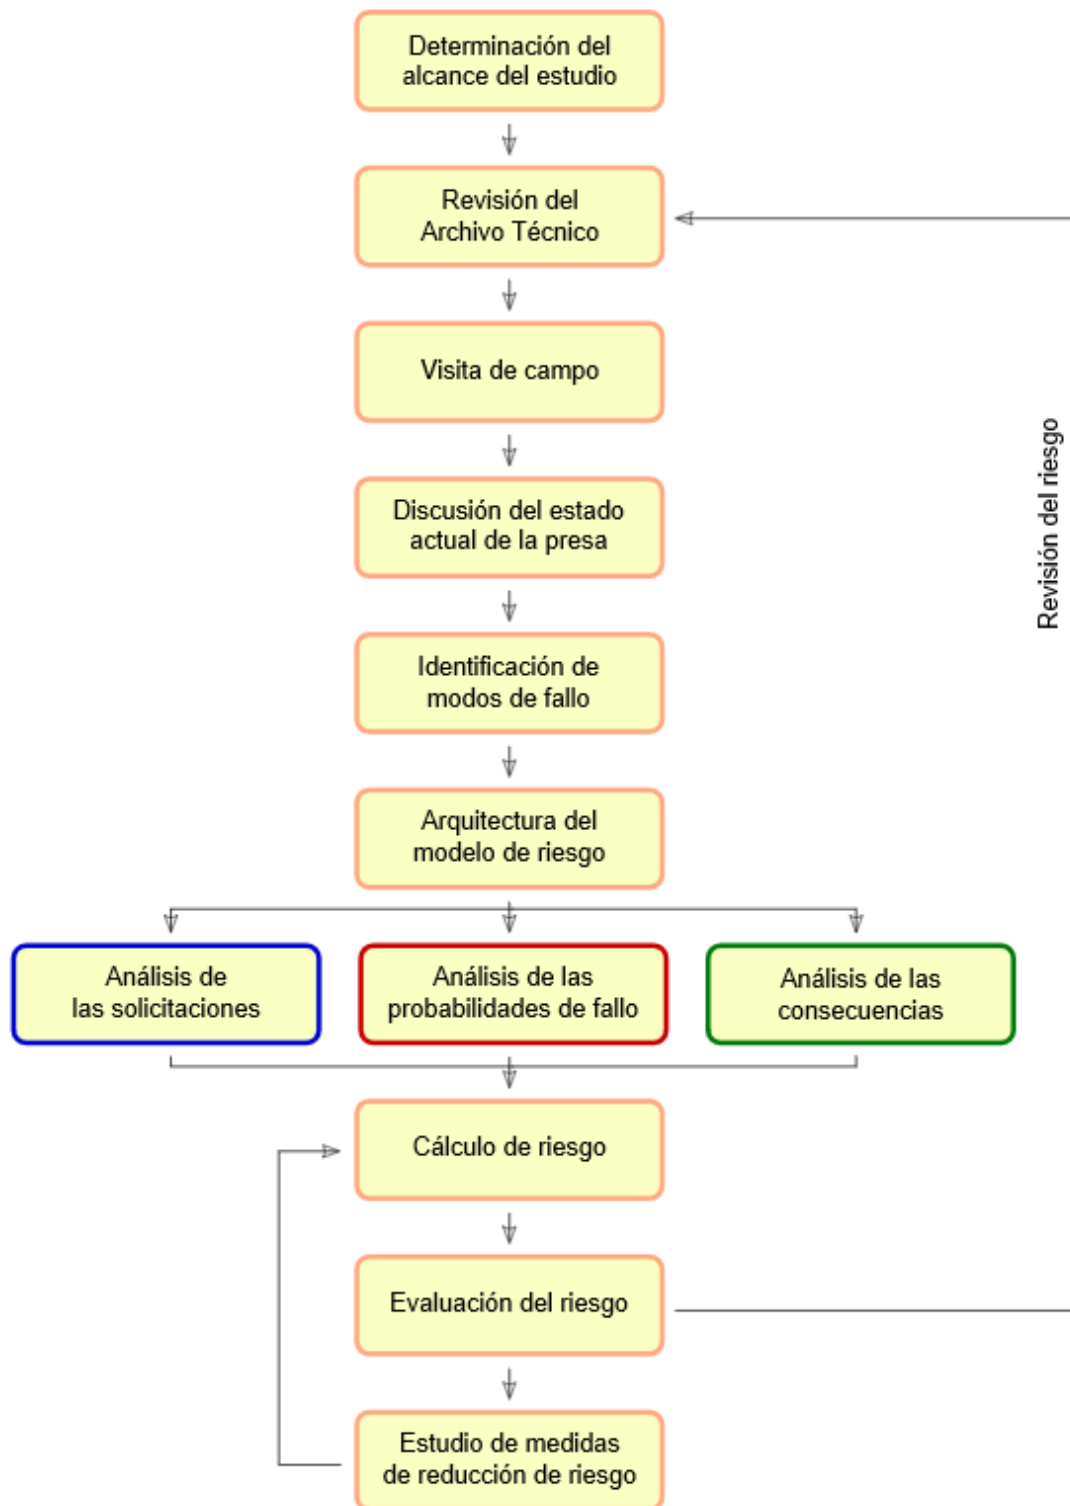 Determinación del
alcance del estudio
Revisión del
Archivo Técnico
Visita de campo
Discusión del estado
actual de la presa
Revisión del riesgo
Identificación de
modos de fallo
Arquitectura del
modelo de riesgo
Análisis de
las solicitaciones
Análisis de las
probabilidades de fallo
Análisis de las
consecuencias
Cálculo de riesgo
Evaluación del riesgo
Estudio de medidas
de reducción de riesgo